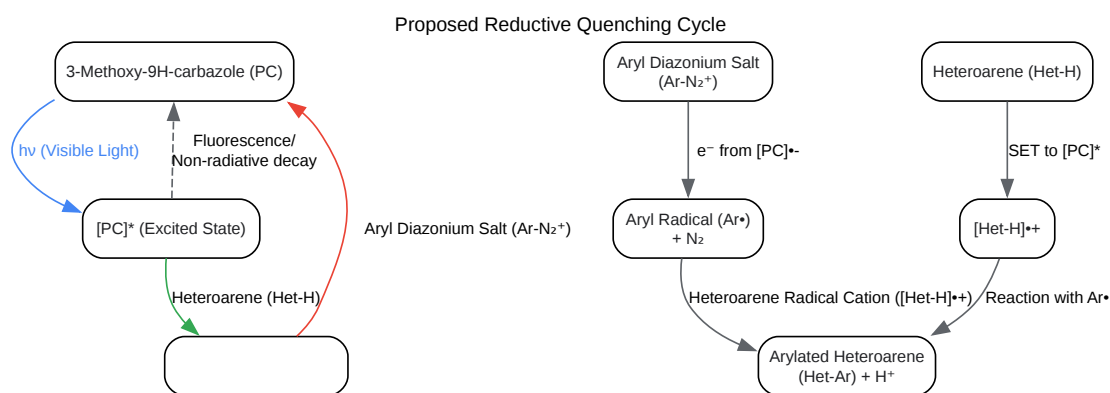 Proposed Reductive Quenching Cycle
3-Methoxy-9H-carbazole (PC)
Aryl Diazonium Salt
(Ar-N₂⁺)
Heteroarene (Het-H)
hν (Visible Light)
Fluorescence/
Non-radiative decay
e⁻ from [PC]•-
SET to [PC]*
[PC]* (Excited State)
Aryl Diazonium Salt (Ar-N₂⁺)
Aryl Radical (Ar•)
+ N₂
[Het-H]•+
Heteroarene (Het-H)
Heteroarene Radical Cation ([Het-H]•+)
Reaction with Ar•
Arylated Heteroarene
(Het-Ar) + H⁺